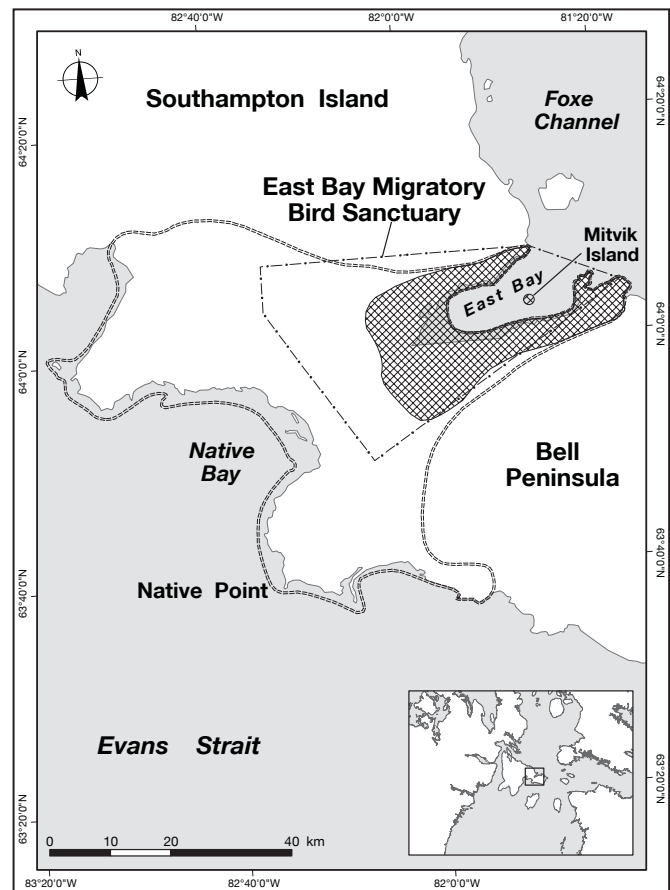 82°40'0"W 82°0'0"W 81°20'0"W
N
Southampton Island
Foxe
Channel
64°20'0"N
64°20'0"N
East Bay Migratory
Bird Sanctuary
Mitvik
Island
East Bay
64°0'0"N
64°0'0"N
Native
Bay
Bell
Peninsula
63°40'0"N
Native Point
63°40'0"N
Evans Strait
63°20'0"N
63°20'0"N
0 10 20 40 km
83°20'0"W 82°40'0"W 82°0'0"W